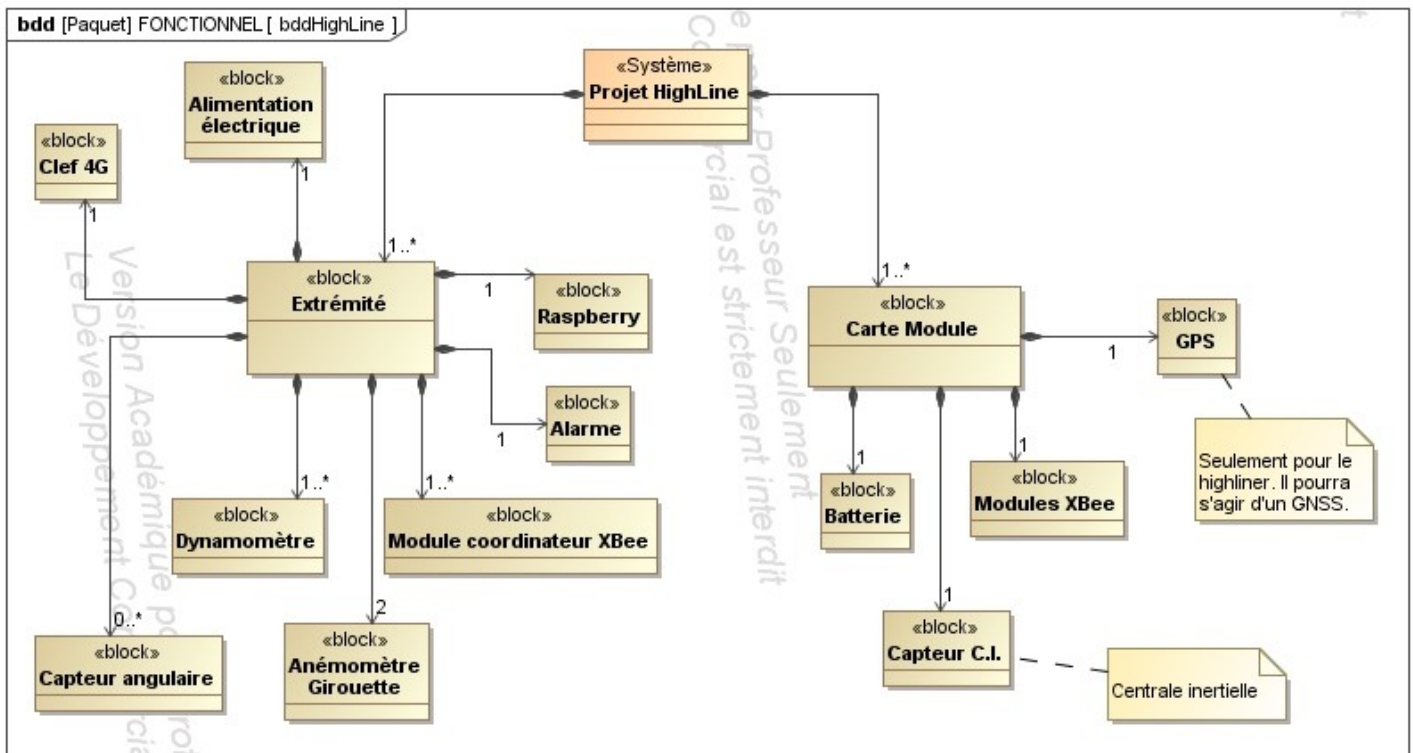 bdd [Paquet] FONCTIONNEL [ bddHighLine ]
«Système»
Projet HighLine
«block»
Alimentation
électrique
«block»
Clef 4G
1
1
1..*
1..*
«block»
Extrémité
1
«block»
Raspberry
«block»
Alarme
1
«block»
Carte Module
1
«block»
GPS
Seulement pour le
highliner. Il pourra
s'agir d'un GNSS.
1..*
«block»
Dynamomètre
1..*
«block»
Module coordinateur XBee
2
«block»
Anémomètre
Girouette
0..*
«block»
Capteur angulaire
1
«block»
Batterie
1
«block»
Modules XBee
1
«block»
Capteur C.I.
Centrale inertielle
Version Académique po
Le Développement Com
e pour Professeur Seulement
rcial est strictement interdit